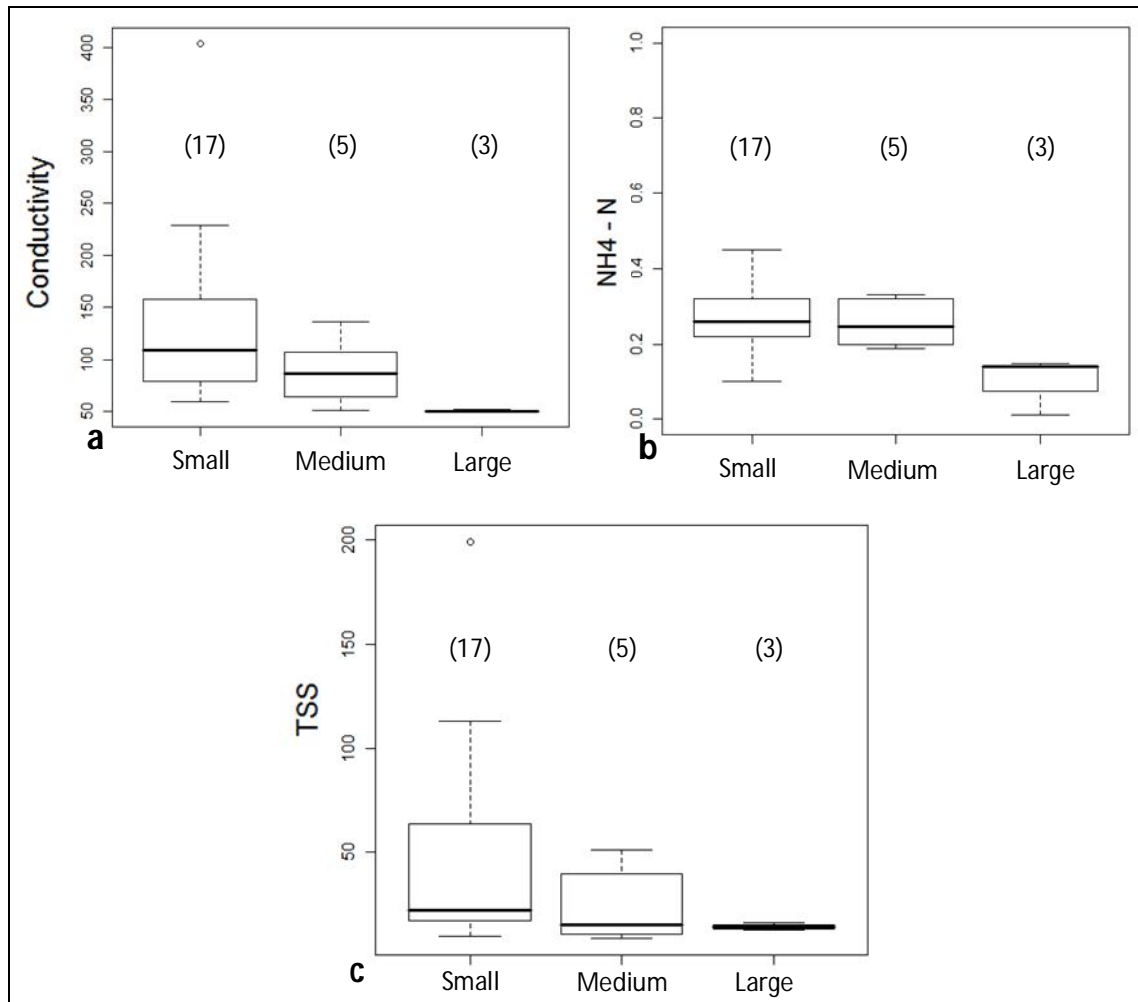 Conductivity
400
350
300
250
200
150
100
50
(17) (5) (3)
a
Small Medium Large
NH4 - N
1.0
0.8
0.6
0.4
0.2
0.0
(17) (5) (3)
b
Small Medium Large
TSS
200
150
100
50
(17) (5) (3)
c
Small Medium Large